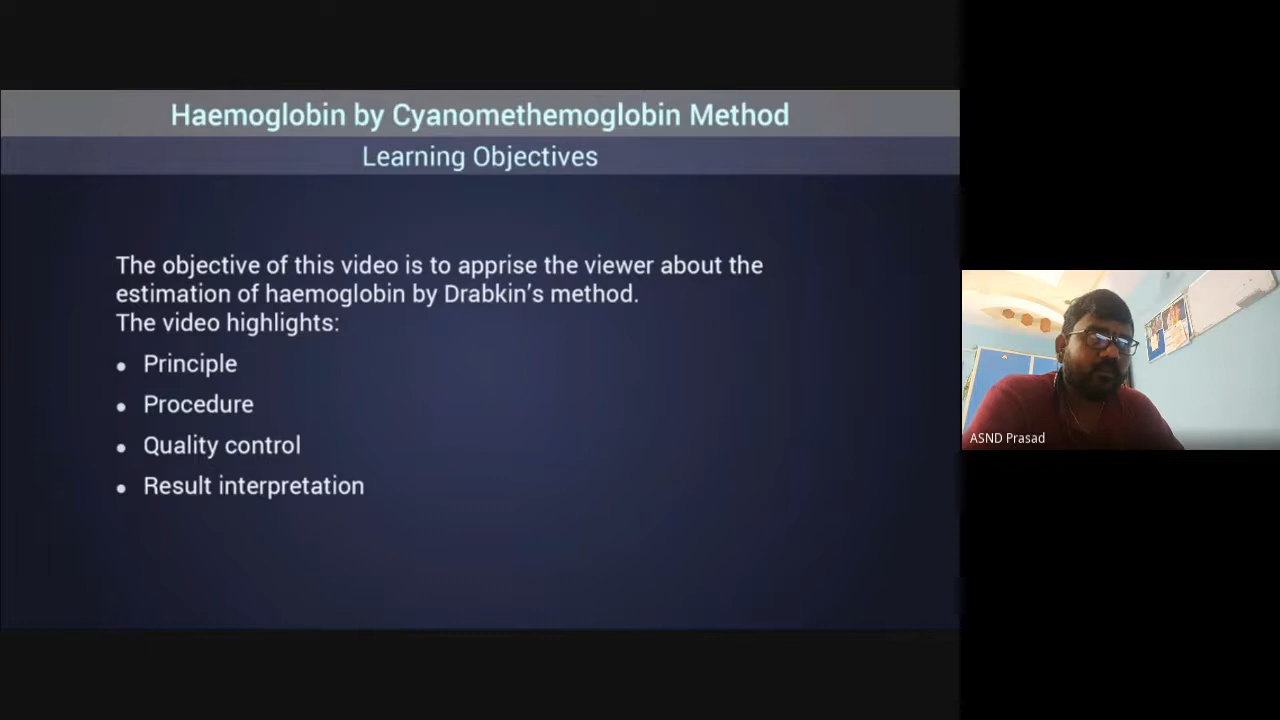 Haemoglobin by Cyanomethemoglobin Method
Learning Objectives
The objective of this video is to apprise the viewer about the
estimation of haemoglobin by Drabkin's method.
The video highlights:
• Principle
• Procedure
• Quality control
• Result interpretation
ASND Prasad